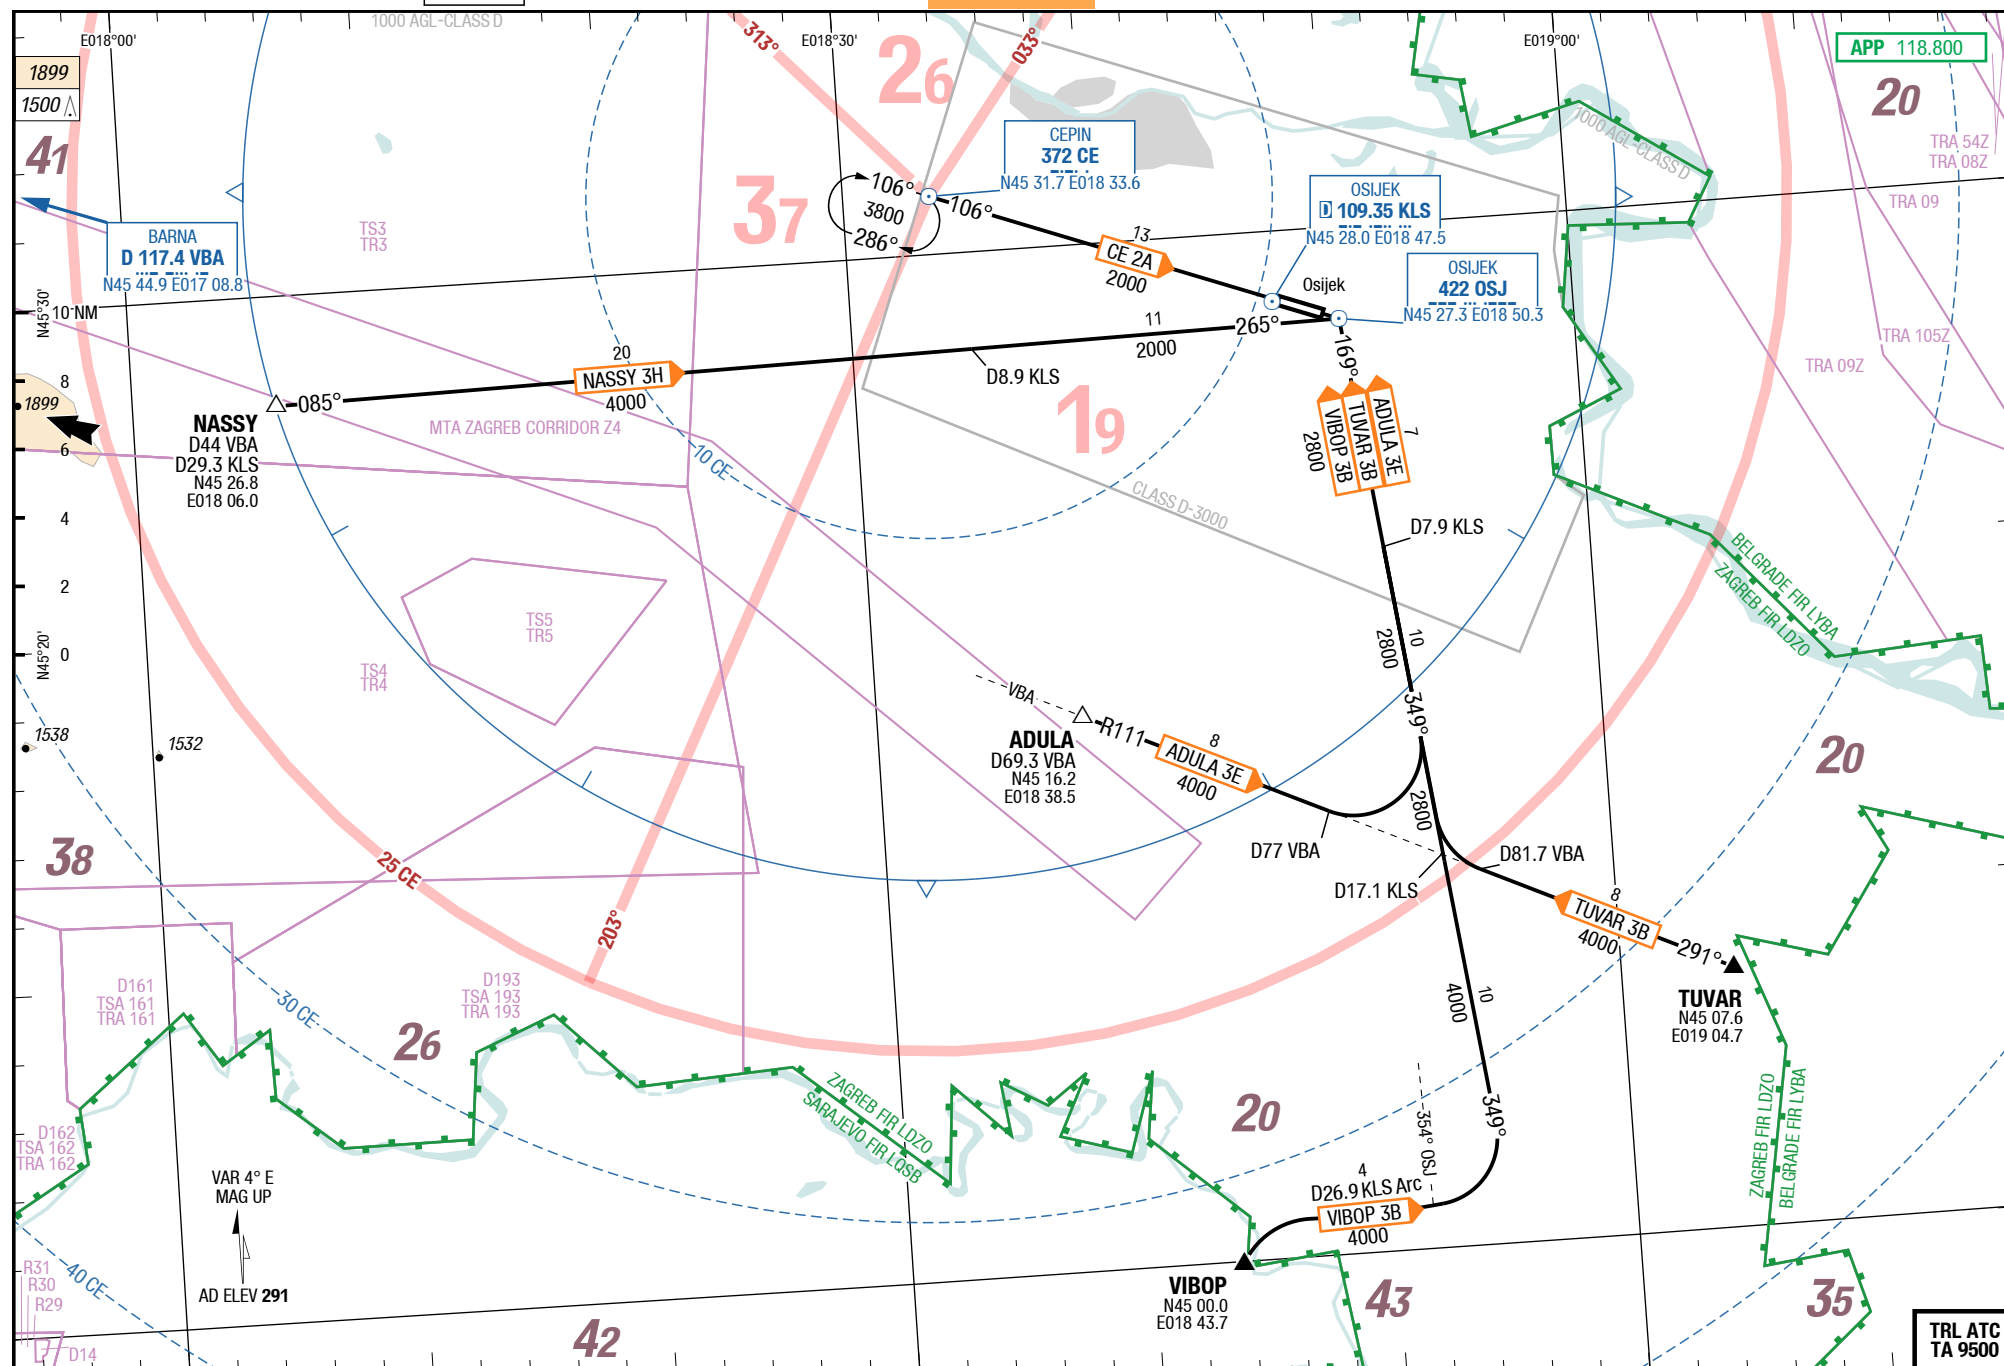 1000 AGL-CLASS D
E018°00'
E018°30'
E019°00'
313°
033°
26
APP 118.800
1899
1500
41
20
1000 AGL-CLASS D
TRA 54Z
TRA 08Z
TRA 09
CEPIN
372 CE
N45 31.7 E018 33.6
37
106°
3800
286°
106°
13
CE 2A
2000
OSIJEK
D 109.35 KLS
N45 28.0 E018 47.5
BARNA
D 117.4 VBA
N45 44.9 E017 08.8
TS3
TR3
OSIJEK
422 OSJ
N45 27.3 E018 50.3
Osijek
N45°30'
10 NM
8
6
4
2
0
N45°20'
11
265°
2000
D8.9 KLS
169°
TRA 105Z
TRA 09Z
20
NASSY 3H
4000
085°
1899
NASSY
D44 VBA
D29.3 KLS
N45 26.8
E018 06.0
MTA ZAGREB CORRIDOR Z4
10 CE
19
CLASS D-3000
VIBOP 3B
TUVAR 3B
ADULA 3E
7
2800
D7.9 KLS
BELGRADE FIR LYBA
ZAGREB FIR LDZO
TS5
TR5
TS4
TR4
10
2800
349°
VBA
R111
ADULA
D69.3 VBA
N45 16.2
E018 38.5
8
ADULA 3E
4000
1538
1532
20
2800
D77 VBA
D81.7 VBA
D17.1 KLS
38
25 CE
203°
8
TUVAR 3B
4000
291°
TUVAR
N45 07.6
E019 04.7
D161
TSA 161
TRA 161
30 CE
D193
TSA 193
TRA 193
26
10
4000
349°
354° OSJ
ZAGREB FIR LDZO
SARAJEVO FIR LQSB
20
ZAGREB FIR LDZO
BELGRADE FIR LYBA
D162
TSA 162
TRA 162
VAR 4° E
MAG UP
AD ELEV 291
4
D26.9 KLS Arc
VIBOP 3B
4000
VIBOP
N45 00.0
E018 43.7
R31
R30
R29
D14
40 CE
42
43
35
TRL ATC
TA 9500